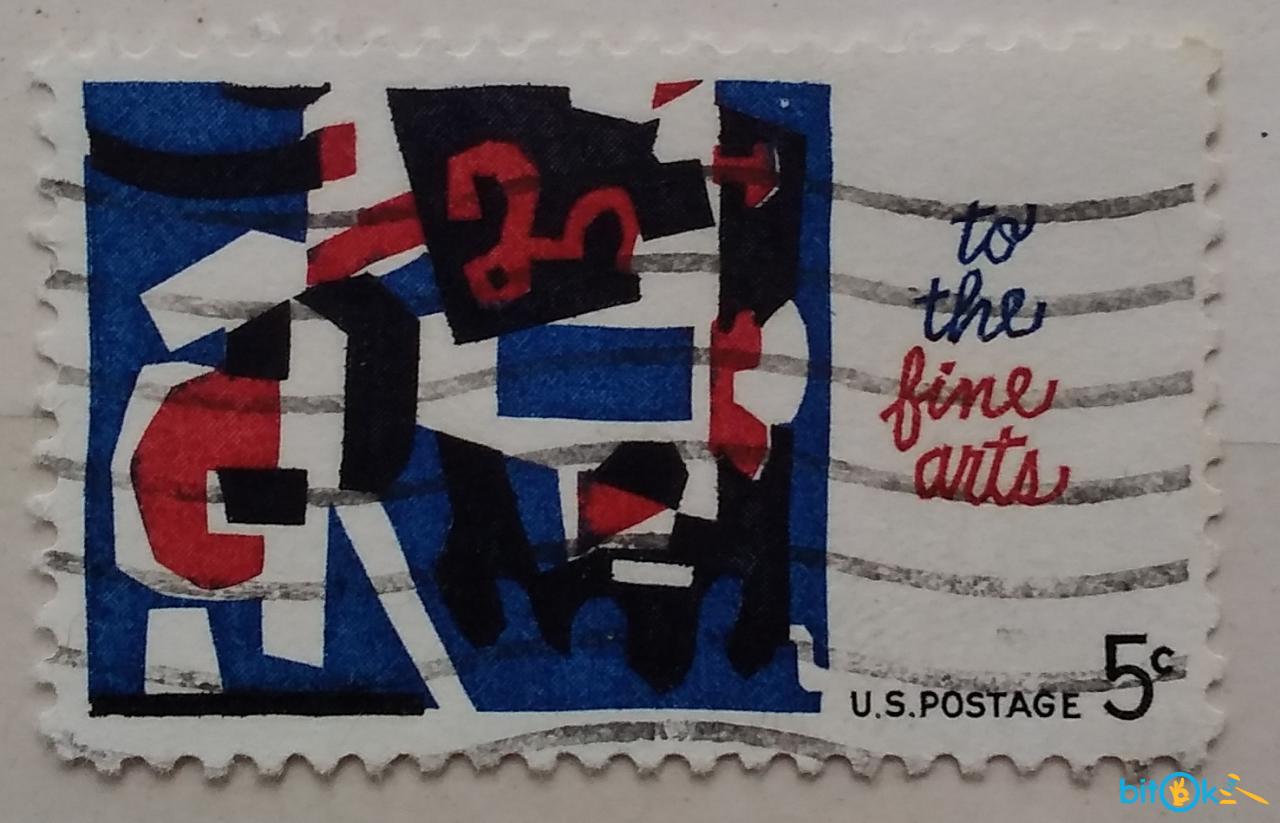 to
the
fine
arts
U.S.POSTAGE 5c
bitOk